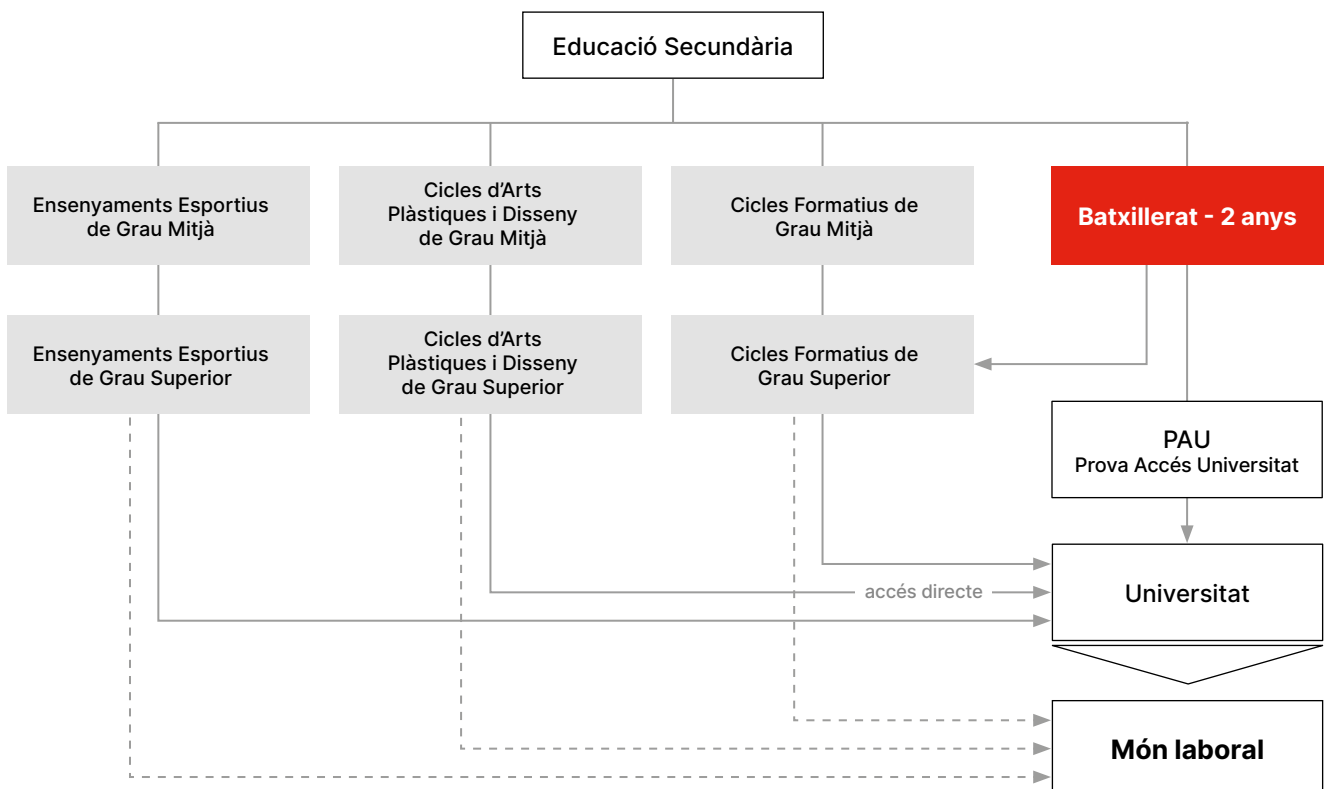 Educació Secundària
Ensenyaments Esportius
de Grau Mitjà
Cicles d'Arts
Plàstiques i Disseny
de Grau Mitjà
Cicles Formatius de
Grau Mitjà
Batxillerat - 2 anys
Ensenyaments Esportius
de Grau Superior
Cicles d'Arts
Plàstiques i Disseny
de Grau Superior
Cicles Formatius de
Grau Superior
PAU
Prova Accés Universitat
accés directe
Universitat
Món laboral